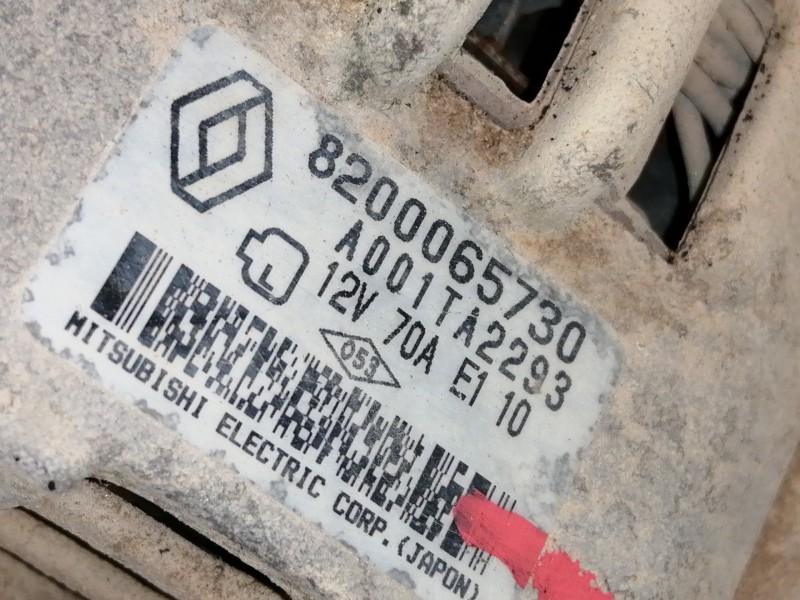 8200065730
A001TA2293
12V 70A E1 10
053
MITSUBISHI ELECTRIC CORP. (JAPON)